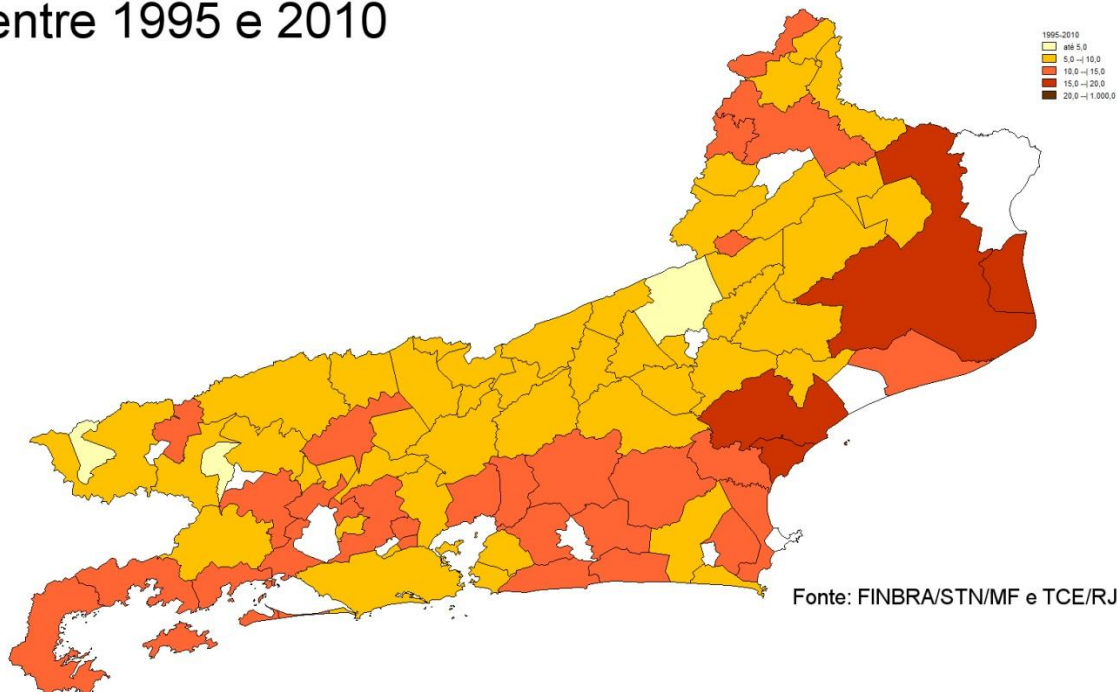 entre 1995 e 2010
1995-2010
até 5,0
5,0 --| 10,0
10,0 --| 15,0
15,0 --| 20,0
20,0 --| 1.000,0
Fonte: FINBRA/STN/MF e TCE/RJ